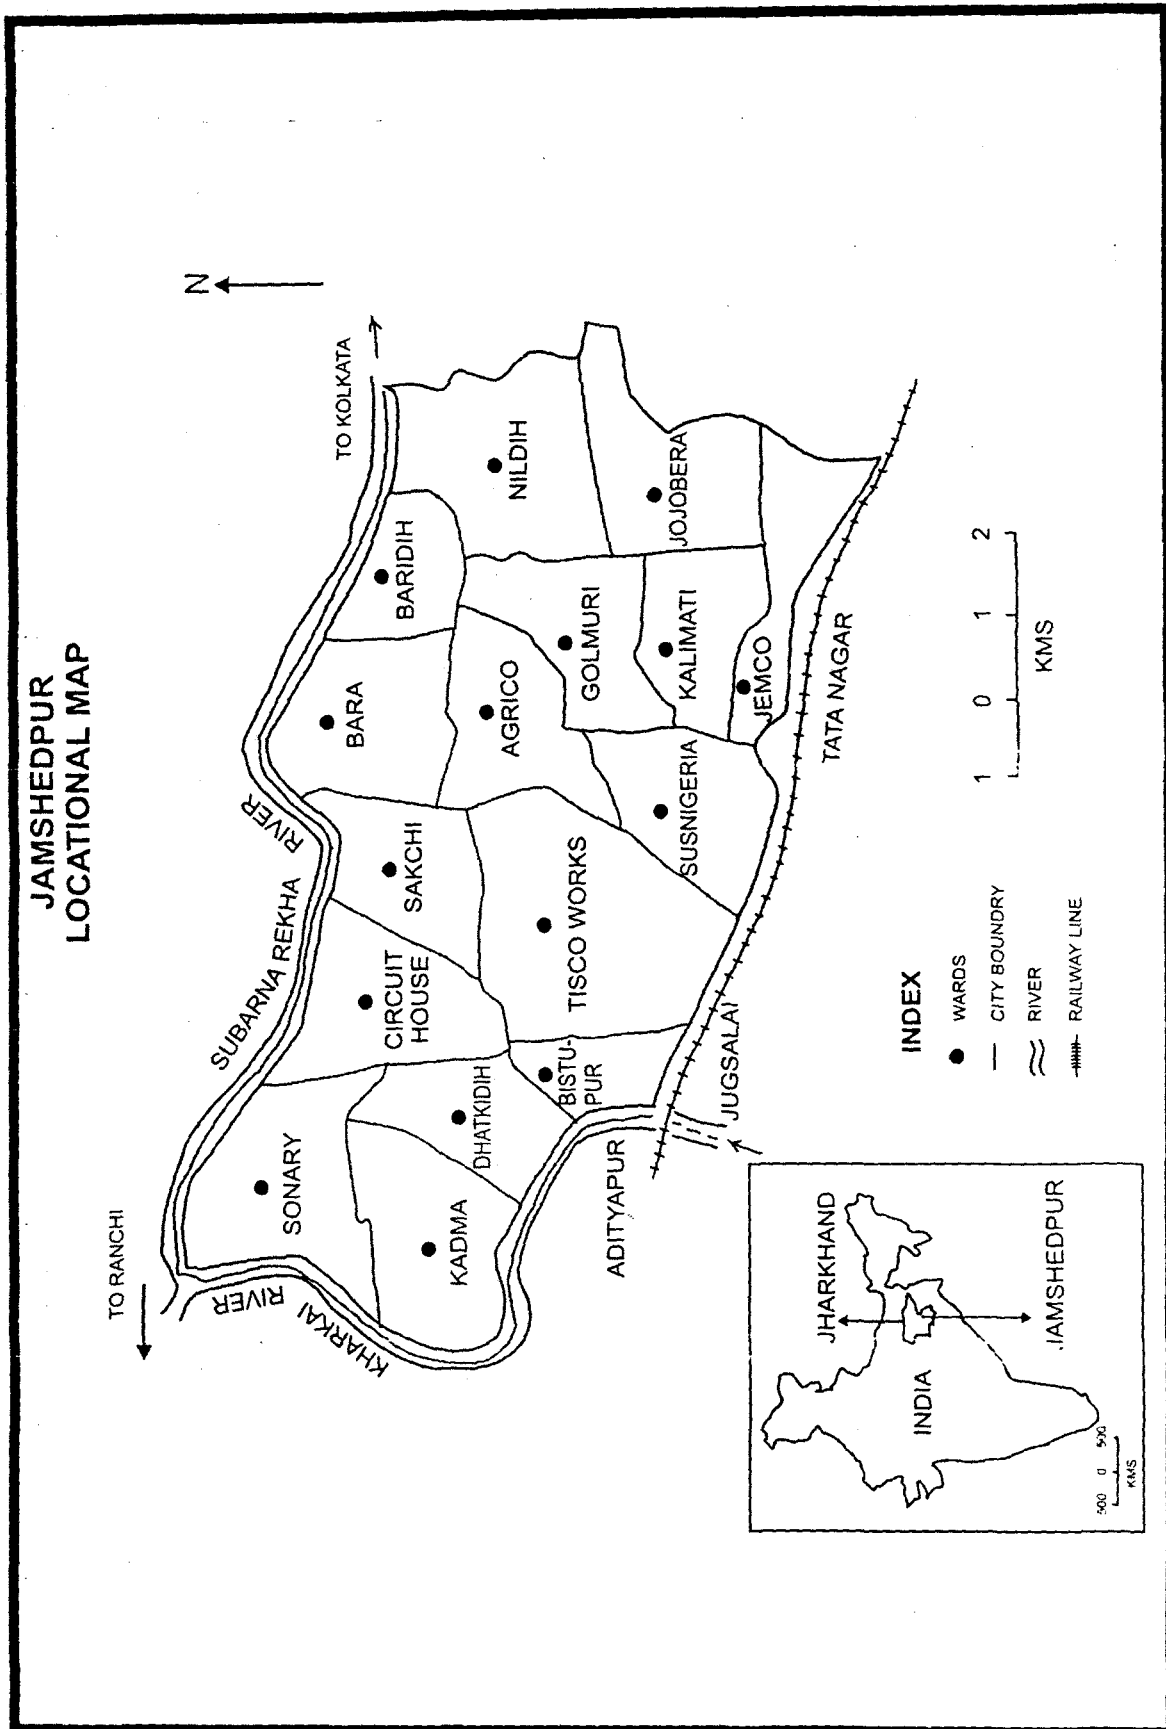 JAMSHEDPUR
LOCATIONAL MAP
N
TO RANCHI
TO KOLKATA
SUBARNA REKHA
RIVER
KHARKAI
RIVER
SONARY
KADMA
DHATKIDIH
CIRCUIT
HOUSE
BISTU-
PUR
SAKCHI
TISCO WORKS
BARA
AGRICO
SUSNIGERIA
BARIDIH
GOLMURI
KALIMATI
JEMCO
NILDIH
JOJOBERA
ADITYAPUR
JUGSALAI
TATA NAGAR
INDEX
WARDS
CITY BOUNDRY
RIVER
RAILWAY LINE
1 0 1 2
KMS
JHARKHAND
INDIA
JAMSHEDPUR
500 0 500
KMS